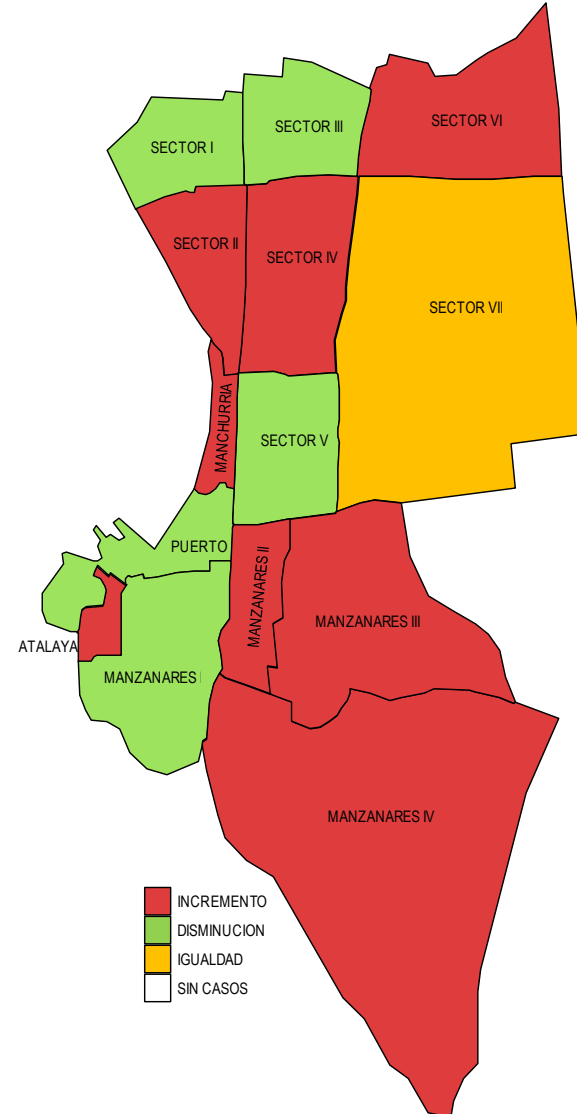 SECTOR VI
SECTOR III
SECTOR I
SECTOR II
SECTOR IV
SECTOR VII
MANCHURRIA
SECTOR V
PUERTO
MANZANARES II
MANZANARES III
ATALAYA
MANZANARES I
MANZANARES IV
INCREMENTO
DISMINUCION
IGUALDAD
SIN CASOS